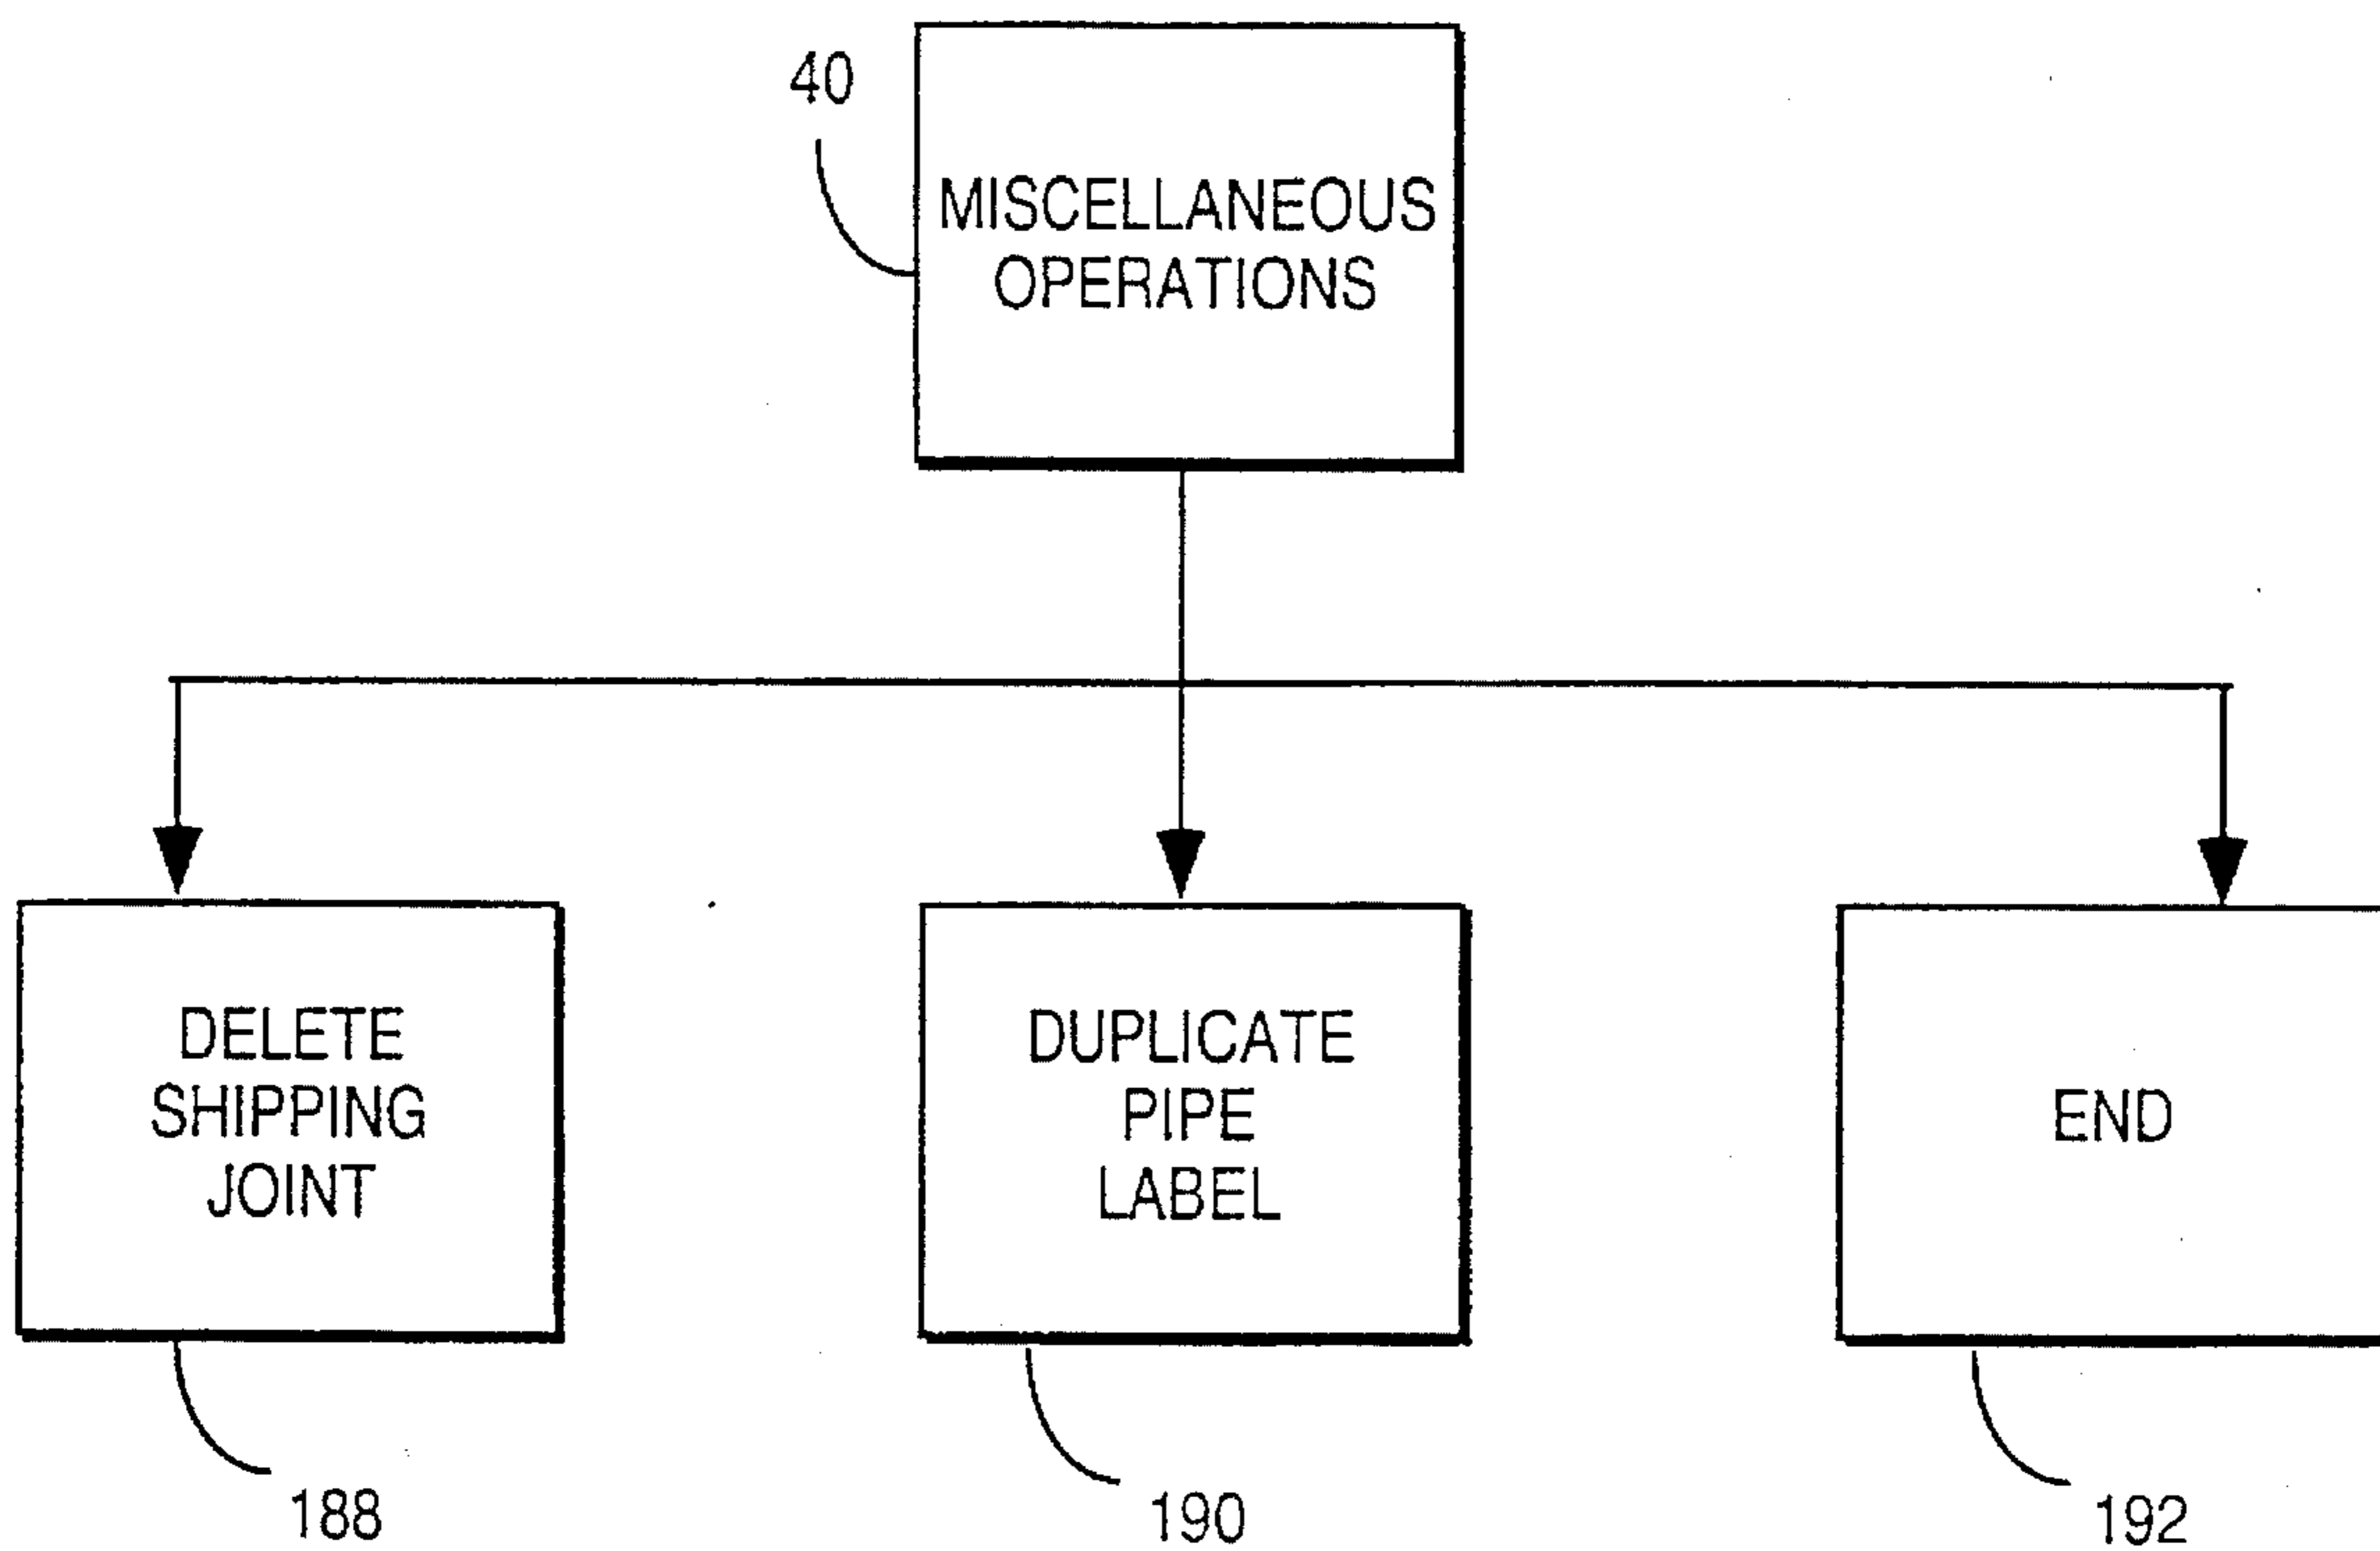 40
MISCELLANEOUS
OPERATIONS
DELETE
SHIPPING
JOINT
DUPLICATE
PIPE
LABEL
END
188
190
192